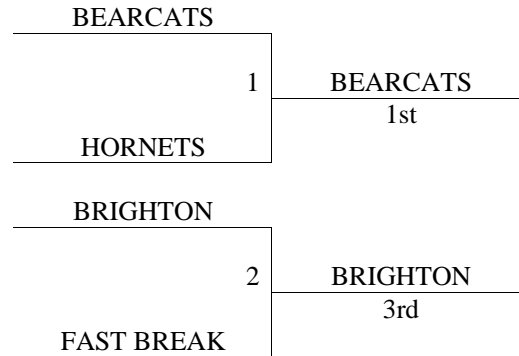 BEARCATS
1
BEARCATS
1st
HORNETS
BRIGHTON
2
BRIGHTON
3rd
FAST BREAK